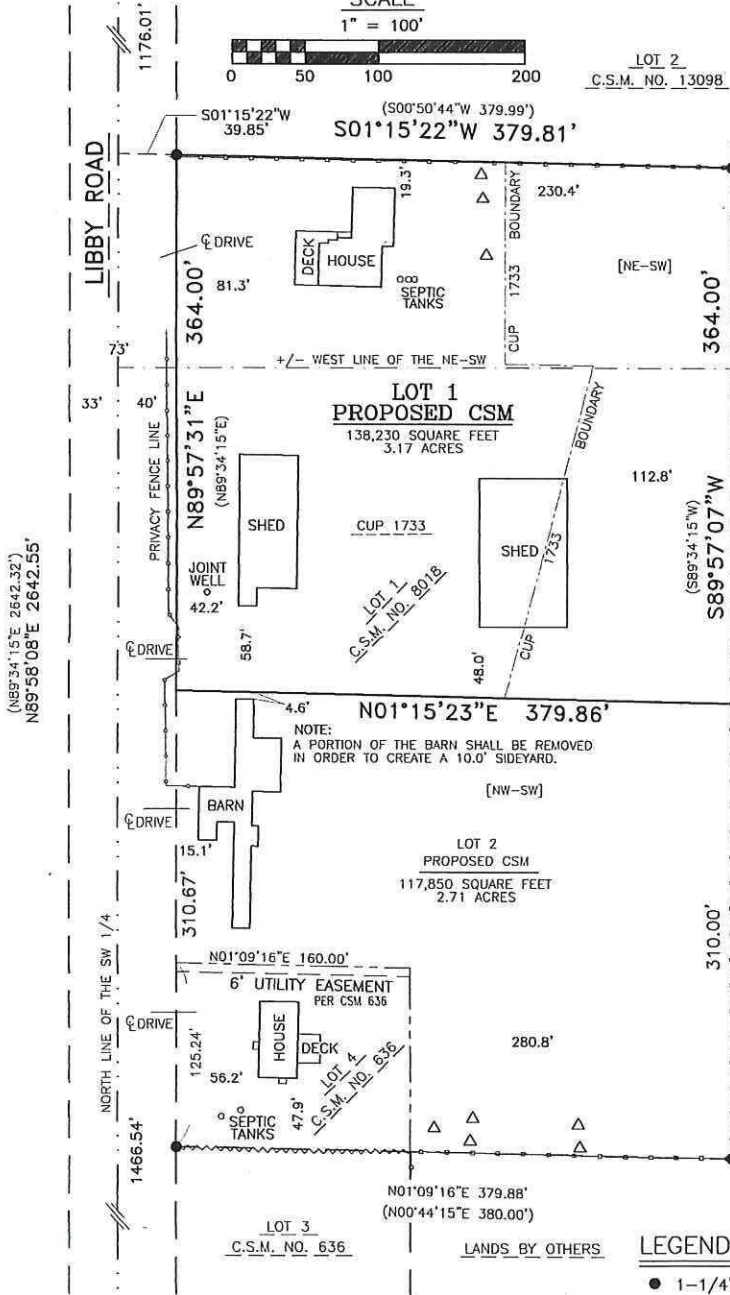 SCALE
1" = 100'
0 50 100 200
1176.01'
LOT 2
C.S.M. NO. 13098
S01°15'22"W
39.85'
(S00°50'44"W 379.99')
S01°15'22"W 379.81'
LIBBY ROAD
℄ DRIVE
DECK
HOUSE
19.3'
81.3'
SEPTIC
TANKS
230.4'
CUP 1733 BOUNDARY
[NE-SW]
364.00'
364.00'
73'
+/- WEST LINE OF THE NE-SW
33'
40'
LOT 1
PROPOSED CSM
138,230 SQUARE FEET
3.17 ACRES
PRIVACY FENCE LINE
N89°57'31"E
(N89°34'15"E)
SHED
CUP 1733
SHED
CUP 1733 BOUNDARY
112.8'
S89°57'07"W
(S89°34'15"W)
JOINT
WELL
42.2'
LOT 1
C.S.M. NO. 8018
58.7'
48.0'
℄ DRIVE
(N89°34'15"E 2642.32')
N89°58'08"E 2642.55'
4.6'
N01°15'23"E 379.86'
NOTE:
A PORTION OF THE BARN SHALL BE REMOVED
IN ORDER TO CREATE A 10.0' SIDEYARD.
[NW-SW]
BARN
℄ DRIVE
15.1'
310.67'
LOT 2
PROPOSED CSM
117,850 SQUARE FEET
2.71 ACRES
310.00'
NORTH LINE OF THE SW 1/4
N01°09'16"E 160.00'
6' UTILITY EASEMENT
PER CSM 636
℄ DRIVE
125.24'
HOUSE
DECK
56.2'
47.9'
LOT 4
C.S.M. NO. 636
280.8'
SEPTIC
TANKS
1466.54'
N01°09'16"E 379.88'
(N00°44'15"E 380.00')
LOT 3
C.S.M. NO. 636
LANDS BY OTHERS
LEGEND
● 1-1/4"